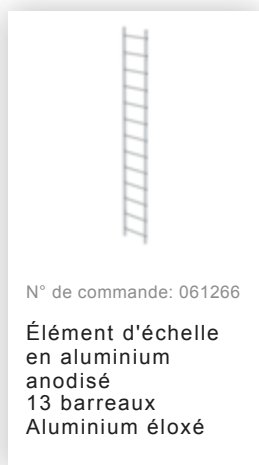 N° de commande: 061266
Élément d'échelle
en aluminium
anodisé
13 barreaux
Aluminium éloxé